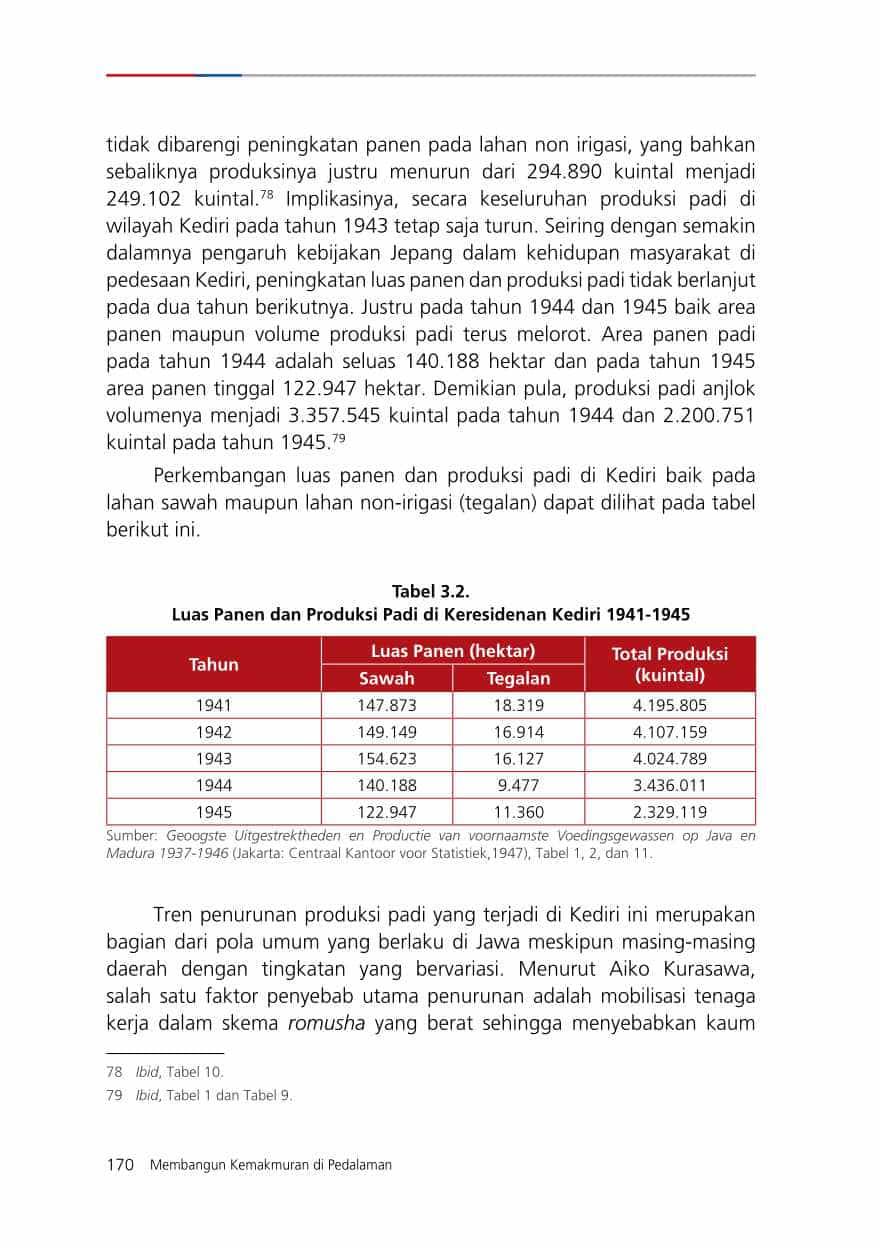 tidak dibarengi peningkatan panen pada lahan non irigasi, yang bahkan
sebaliknya produksinya justru menurun dari 294.890 kuintal menjadi
249.102 kuintal.78 Implikasinya, secara keseluruhan produksi padi di
wilayah Kediri pada tahun 1943 tetap saja turun. Seiring dengan semakin
dalamnya pengaruh kebijakan Jepang dalam kehidupan masyarakat di
pedesaan Kediri, peningkatan luas panen dan produksi padi tidak berlanjut
pada dua tahun berikutnya. Justru pada tahun 1944 dan 1945 baik area
panen maupun volume produksi padi terus melorot. Area panen padi
pada tahun 1944 adalah seluas 140.188 hektar dan pada tahun 1945
area panen tinggal 122.947 hektar. Demikian pula, produksi padi anjlok
volumenya menjadi 3.357.545 kuintal pada tahun 1944 dan 2.200.751
kuintal pada tahun 1945.79
Perkembangan luas panen dan produksi padi di Kediri baik pada
lahan sawah maupun lahan non-irigasi (tegalan) dapat dilihat pada tabel
berikut ini.
Tabel 3.2.
Luas Panen dan Produksi Padi di Keresidenan Kediri 1941-1945
Tahun Luas Panen (hektar) Total Produksi (kuintal)
Sawah Tegalan
1941 147.873 18.319 4.195.805
1942 149.149 16.914 4.107.159
1943 154.623 16.127 4.024.789
1944 140.188 9.477 3.436.011
1945 122.947 11.360 2.329.119
Sumber: Geoogste Uitgestrektheden en Productie van voornaamste Voedingsgewassen op Java en
Madura 1937-1946 (Jakarta: Centraal Kantoor voor Statistiek,1947), Tabel 1, 2, dan 11.
Tren penurunan produksi padi yang terjadi di Kediri ini merupakan
bagian dari pola umum yang berlaku di Jawa meskipun masing-masing
daerah dengan tingkatan yang bervariasi. Menurut Aiko Kurasawa,
salah satu faktor penyebab utama penurunan adalah mobilisasi tenaga
kerja dalam skema romusha yang berat sehingga menyebabkan kaum
78 Ibid, Tabel 10.
79 Ibid, Tabel 1 dan Tabel 9.
170 Membangun Kemakmuran di Pedalaman